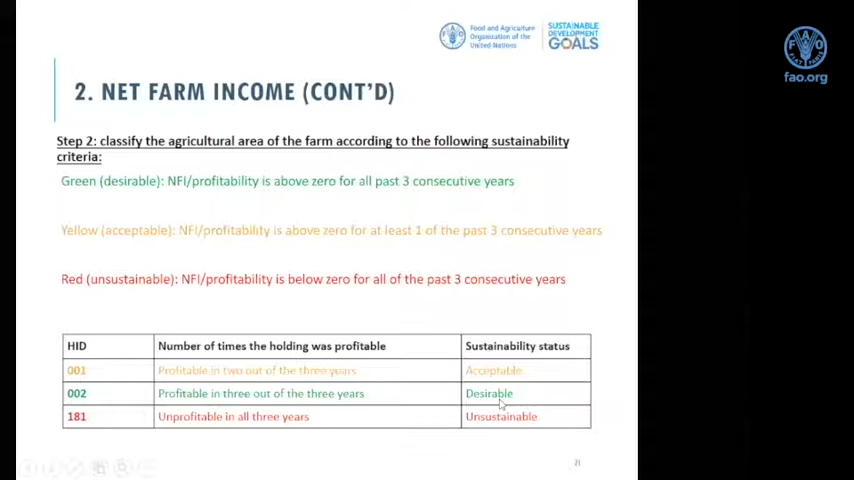 Food and Agriculture
Organization of the
United Nations
SUSTAINABLE
DEVELOPMENT
GOALS
FAO
FIAT PANIS
fao.org
2. NET FARM INCOME (CONT'D)
Step 2: classify the agricultural area of the farm according to the following sustainability
criteria:
Green (desirable): NFI/profitability is above zero for all past 3 consecutive years
Yellow (acceptable): NFI/profitability is above zero for at least 1 of the past 3 consecutive years
Red (unsustainable): NFI/profitability is below zero for all of the past 3 consecutive years
HID Number of times the holding was profitable Sustainability status
001 Profitable in two out of the three years Acceptable
002 Profitable in three out of the three years Desirable
181 Unprofitable in all three years Unsustainable
21